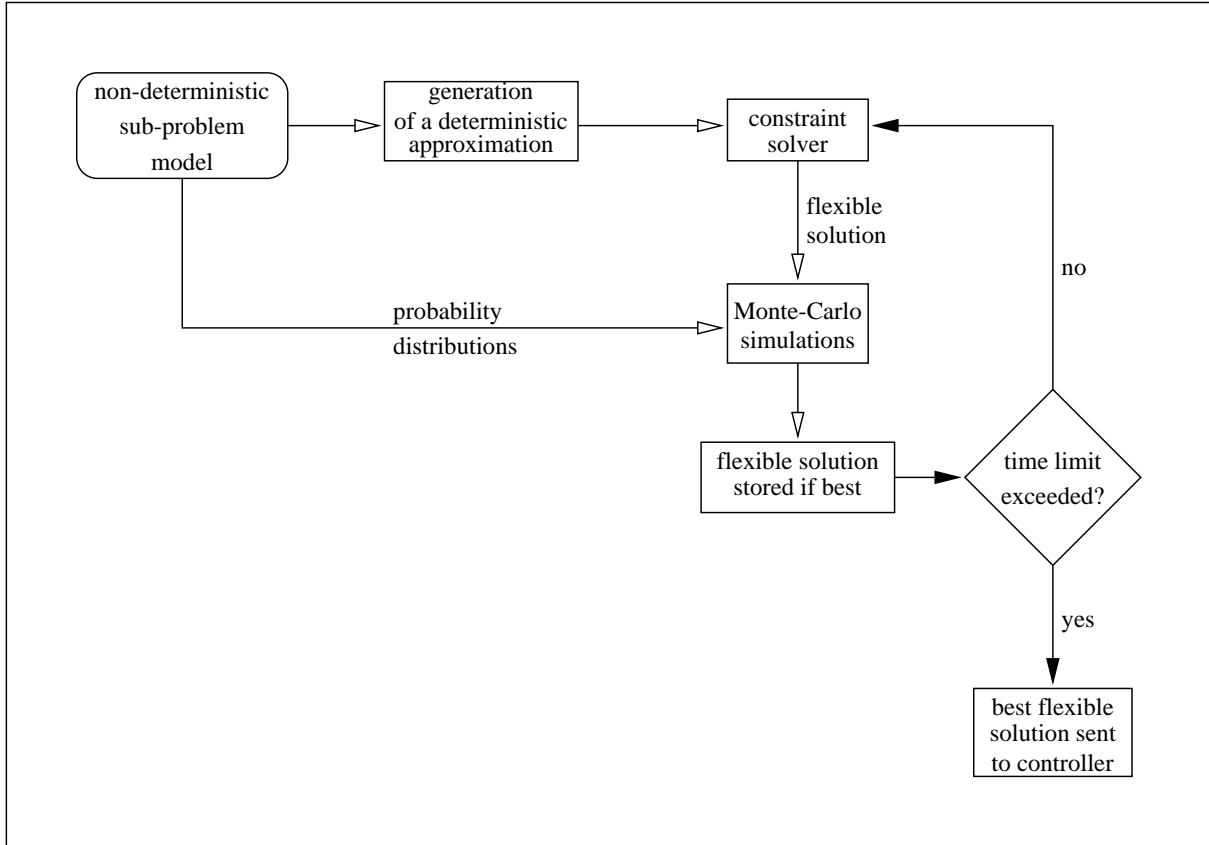 non-deterministic
sub-problem
model
generation
of a deterministic
approximation
constraint
solver
flexible
solution
no
probability
distributions
Monte-Carlo
simulations
flexible solution
stored if best
time limit
exceeded?
yes
best flexible
solution sent
to controller